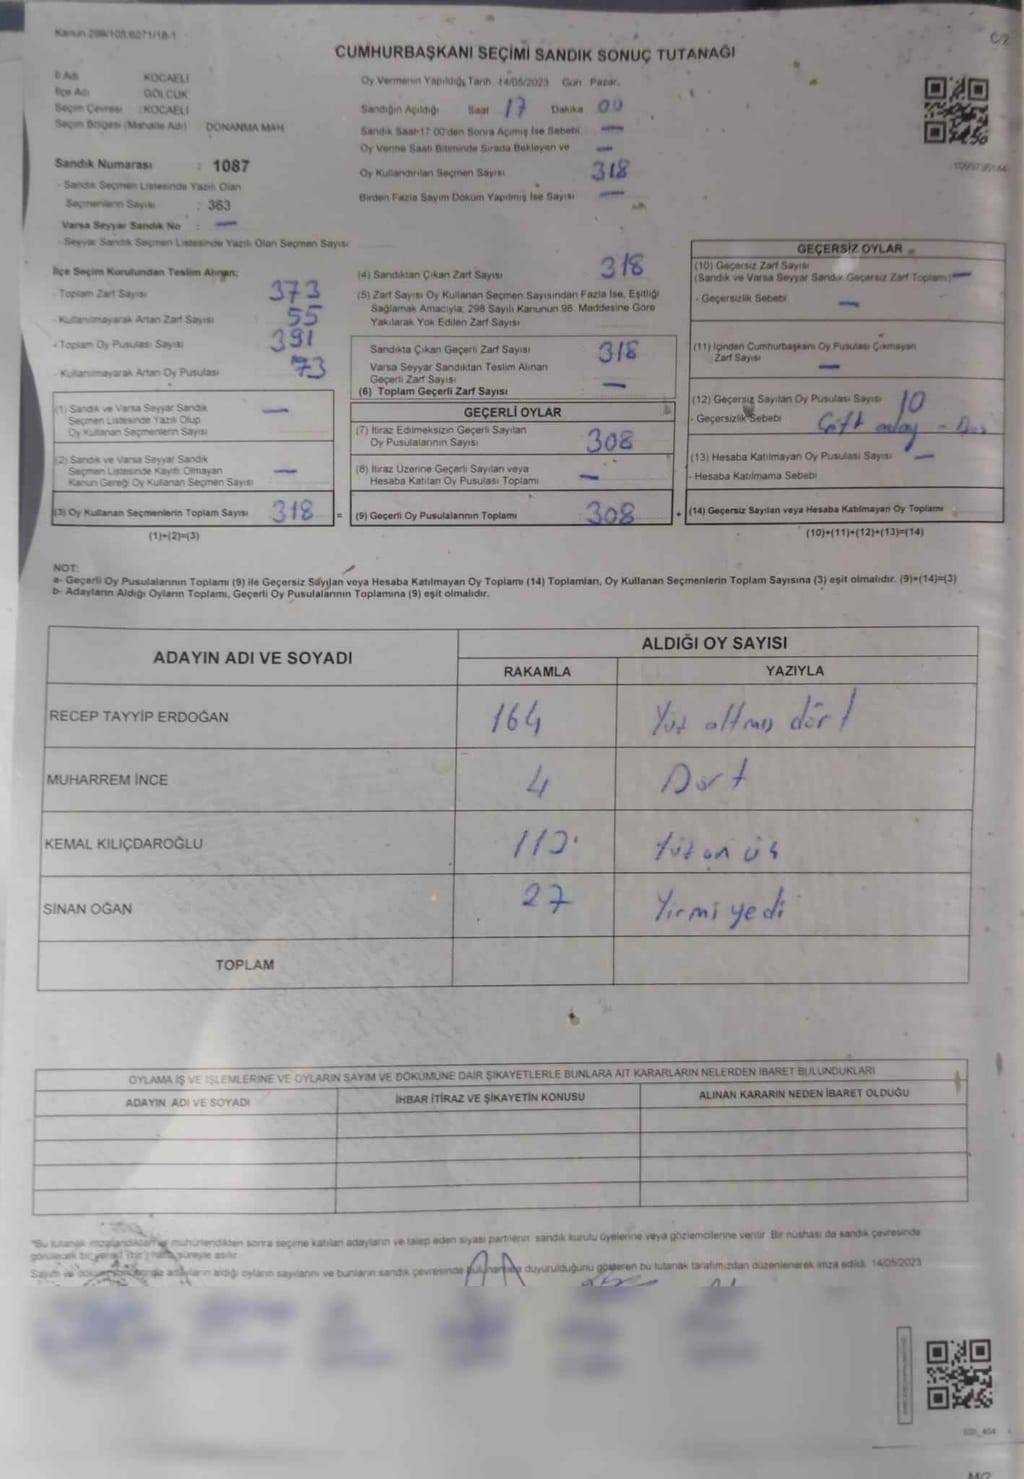 Kanun 298/105.6271/18-1
C/2
CUMHURBAŞKANI SEÇİMİ SANDIK SONUÇ TUTANAĞI
İl Adı KOCAELİ
İlçe Adı GÖLCÜK
Seçim Çevresi : KOCAELİ
Seçim Bölgesi (Mahalle Adı) DONANMA MAH
Sandık Numarası : 1087
- Sandık Seçmen Listesinde Yazılı Olan
Seçmenlerin Sayısı : 363
Varsa Seyyar Sandık No : —
- Seyyar Sandık Seçmen Listesinde Yazılı Olan Seçmen Sayısı
Oy Vermenin Yapıldığı Tarih 14/05/2023 Gün Pazar.
Sandığın Açıldığı Saat 17 Dakika 00
Sandık Saat-17:00'den Sonra Açılmış İse Sebebi —
Oy Verme Saati Bitiminde Sırada Bekleyen ve —
Oy Kullandırılan Seçmen Sayısı 318
Birden Fazla Sayım Döküm Yapılmış İse Sayısı —
İlçe Seçim Kurulundan Teslim Alınan;
- Toplam Zarf Sayısı 373
- Kullanılmayarak Artan Zarf Sayısı 55
- Toplam Oy Pusulası Sayısı 391
- Kullanılmayarak Artan Oy Pusulası 73
(1) Sandık ve Varsa Seyyar Sandık
Seçmen Listesinde Yazılı Olup
Oy Kullanan Seçmenlerin Sayısı —
(2) Sandık ve Varsa Seyyar Sandık
Seçmen Listesinde Kayıtlı Olmayan
Kanun Gereği Oy Kullanan Seçmen Sayısı —
(3) Oy Kullanan Seçmenlerin Toplam Sayısı 318 =
(1)+(2)=(3)
(4) Sandıktan Çıkan Zarf Sayısı 318
(5) Zarf Sayısı Oy Kullanan Seçmen Sayısından Fazla İse, Eşitliği
Sağlamak Amacıyla, 298 Sayılı Kanunun 98. Maddesine Göre
Yakılarak Yok Edilen Zarf Sayısı
Sandıkta Çıkan Geçerli Zarf Sayısı 318
Varsa Seyyar Sandıktan Teslim Alınan
Geçerli Zarf Sayısı —
(6) Toplam Geçerli Zarf Sayısı
GEÇERLİ OYLAR
(7) İtiraz Edilmeksizin Geçerli Sayılan
Oy Pusulalarının Sayısı 308
(8) İtiraz Üzerine Geçerli Sayılan veya
Hesaba Katılan Oy Pusulası Toplamı —
(9) Geçerli Oy Pusulalarının Toplamı 308 +
GEÇERSİZ OYLAR
(10) Geçersiz Zarf Sayısı
(Sandık ve Varsa Seyyar Sandık Geçersiz Zarf Toplamı) —
- Geçersizlik Sebebi —
(11) İçinden Cumhurbaşkanı Oy Pusulası Çıkmayan
Zarf Sayısı —
(12) Geçersiz Sayılan Oy Pusulası Sayısı 10
- Geçersizlik Sebebi Çift aday -
(13) Hesaba Katılmayan Oy Pusulası Sayısı —
- Hesaba Katılmama Sebebi
(14) Geçersiz Sayılan veya Hesaba Katılmayan Oy Toplamı
(10)+(11)+(12)+(13)=(14)
NOT:
a- Geçerli Oy Pusulalarının Toplamı (9) ile Geçersiz Sayılan veya Hesaba Katılmayan Oy Toplamı (14) Toplamları, Oy Kullanan Seçmenlerin Toplam Sayısına (3) eşit olmalıdır. (9)+(14)=(3)
b- Adayların Aldığı Oyların Toplamı, Geçerli Oy Pusulalarının Toplamına (9) eşit olmalıdır.
ADAYIN ADI VE SOYADI
ALDIĞI OY SAYISI
RAKAMLA YAZIYLA
RECEP TAYYİP ERDOĞAN 164 Yüz altmış dört
MUHARREM İNCE 4 Dört
KEMAL KILIÇDAROĞLU 113 Yüz on üç
SİNAN OĞAN 27 Yirmi yedi
TOPLAM
OYLAMA İŞ VE İŞLEMLERİNE VE OYLARIN SAYIM VE DÖKÜMÜNE DAİR ŞİKAYETLERLE BUNLARA AİT KARARLARIN NELERDEN İBARET BULUNDUKLARI
ADAYIN ADI VE SOYADI İHBAR İTİRAZ VE ŞİKAYETİN KONUSU ALINAN KARARIN NEDEN İBARET OLDUĞU
"Bu tutanak imzalandıktan ve mühürlendikten sonra seçime katılan adayların ve talep eden siyasi partilerin sandık kurulu üyelerine veya gözlemcilerine verilir. Bir nüshası da sandık çevresinde
görülecek bir yerde (bir) hafta süreyle asılır.
Sayım ve adayların aldığı oyların sayılarını ve bunların sandık çevresinde duyurulduğunu gösteren bu tutanak tarafımızdan düzenlenerek imza edildi. 14/05/2023